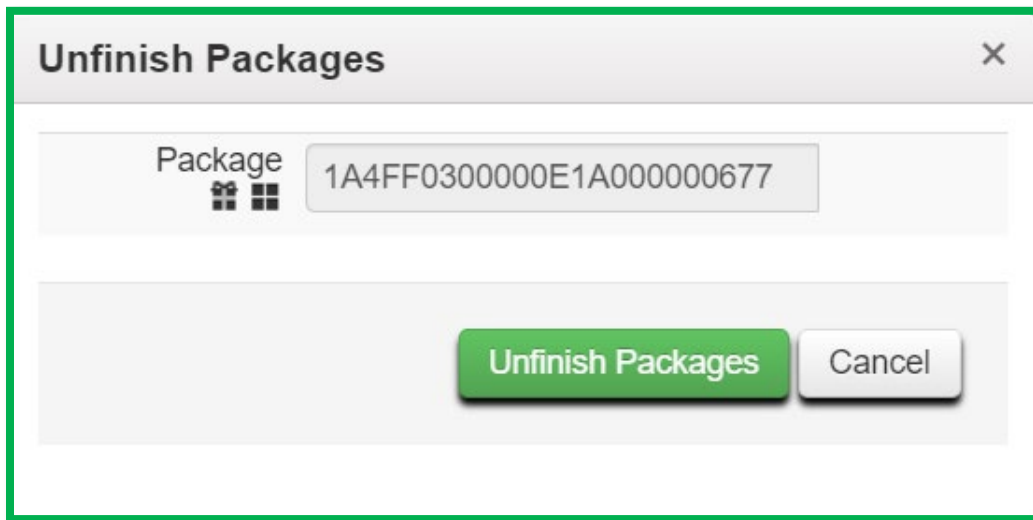 Unfinish Packages ×
Package
1A4FF0300000E1A000000677
Unfinish Packages Cancel